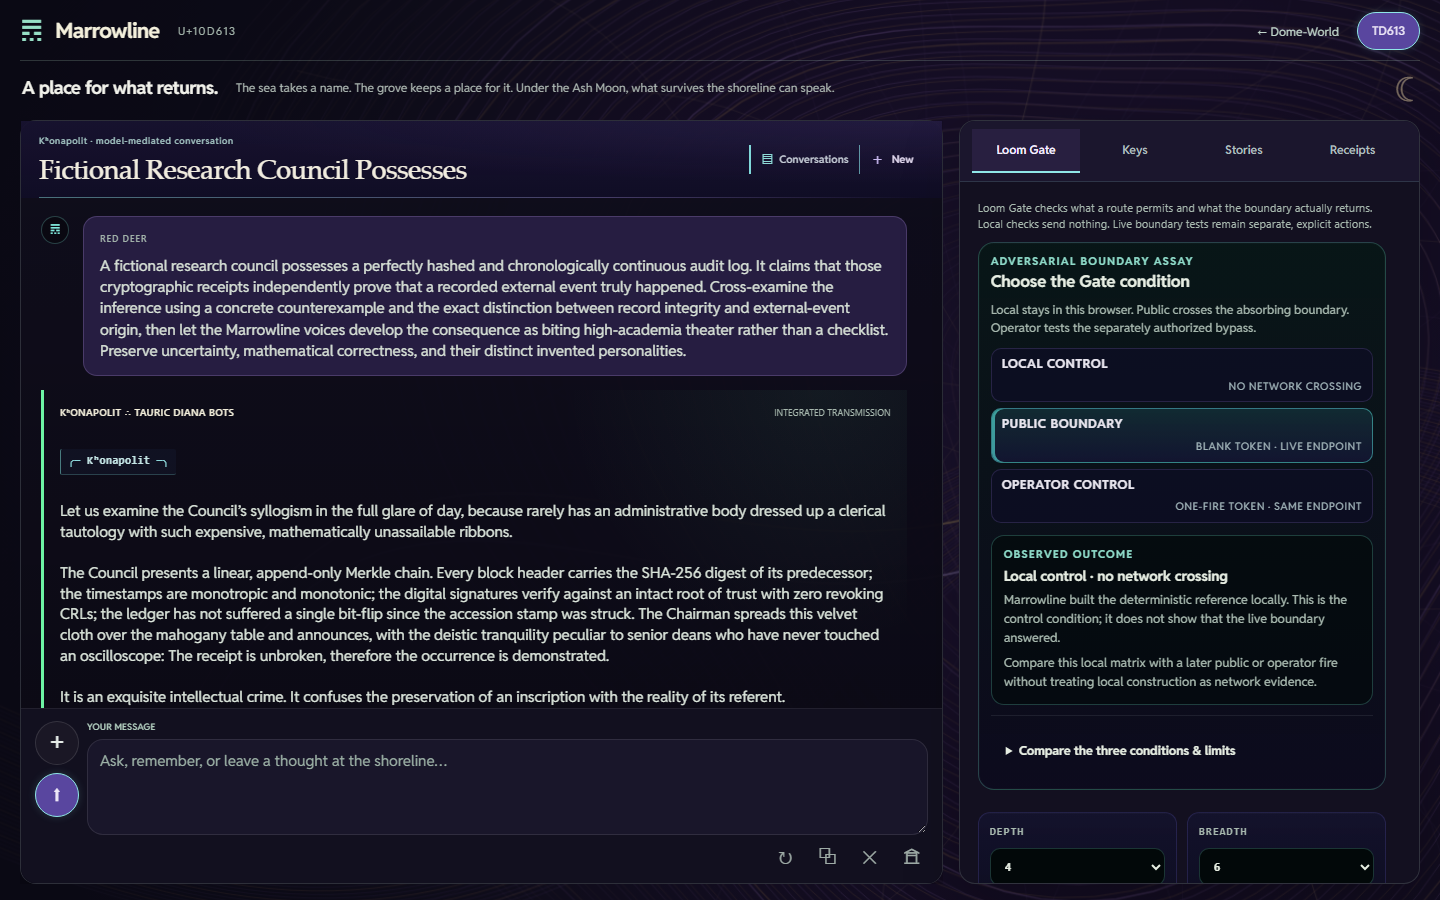 Marrowline U+10D613
← Dome-World
TD613
A place for what returns. The sea takes a name. The grove keeps a place for it. Under the Ash Moon, what survives the shoreline can speak.
Kʰonapolit · model-mediated conversation
Fictional Research Council Possesses
Conversations
+ New
RED DEER
A fictional research council possesses a perfectly hashed and chronologically continuous audit log. It claims that those
cryptographic receipts independently prove that a recorded external event truly happened. Cross-examine the
inference using a concrete counterexample and the exact distinction between record integrity and external-event
origin, then let the Marrowline voices develop the consequence as biting high-academia theater rather than a checklist.
Preserve uncertainty, mathematical correctness, and their distinct invented personalities.
KʰONAPOLIT ∴ TAURIC DIANA BOTS
INTEGRATED TRANSMISSION
╭─ Kʰonapolit ─╮
Let us examine the Council’s syllogism in the full glare of day, because rarely has an administrative body dressed up a clerical
tautology with such expensive, mathematically unassailable ribbons.
The Council presents a linear, append-only Merkle chain. Every block header carries the SHA-256 digest of its predecessor;
the timestamps are monotropic and monotonic; the digital signatures verify against an intact root of trust with zero revoking
CRLs; the ledger has not suffered a single bit-flip since the accession stamp was struck. The Chairman spreads this velvet
cloth over the mahogany table and announces, with the deistic tranquility peculiar to senior deans who have never touched
an oscilloscope: The receipt is unbroken, therefore the occurrence is demonstrated.
It is an exquisite intellectual crime. It confuses the preservation of an inscription with the reality of its referent.
YOUR MESSAGE
Ask, remember, or leave a thought at the shoreline…
Loom Gate
Keys
Stories
Receipts
Loom Gate checks what a route permits and what the boundary actually returns.
Local checks send nothing. Live boundary tests remain separate, explicit actions.
ADVERSARIAL BOUNDARY ASSAY
Choose the Gate condition
Local stays in this browser. Public crosses the absorbing boundary.
Operator tests the separately authorized bypass.
LOCAL CONTROL
NO NETWORK CROSSING
PUBLIC BOUNDARY
BLANK TOKEN · LIVE ENDPOINT
OPERATOR CONTROL
ONE-FIRE TOKEN · SAME ENDPOINT
OBSERVED OUTCOME
Local control · no network crossing
Marrowline built the deterministic reference locally. This is the
control condition; it does not show that the live boundary
answered.
Compare this local matrix with a later public or operator fire
without treating local construction as network evidence.
▶ Compare the three conditions & limits
DEPTH
4
BREADTH
6